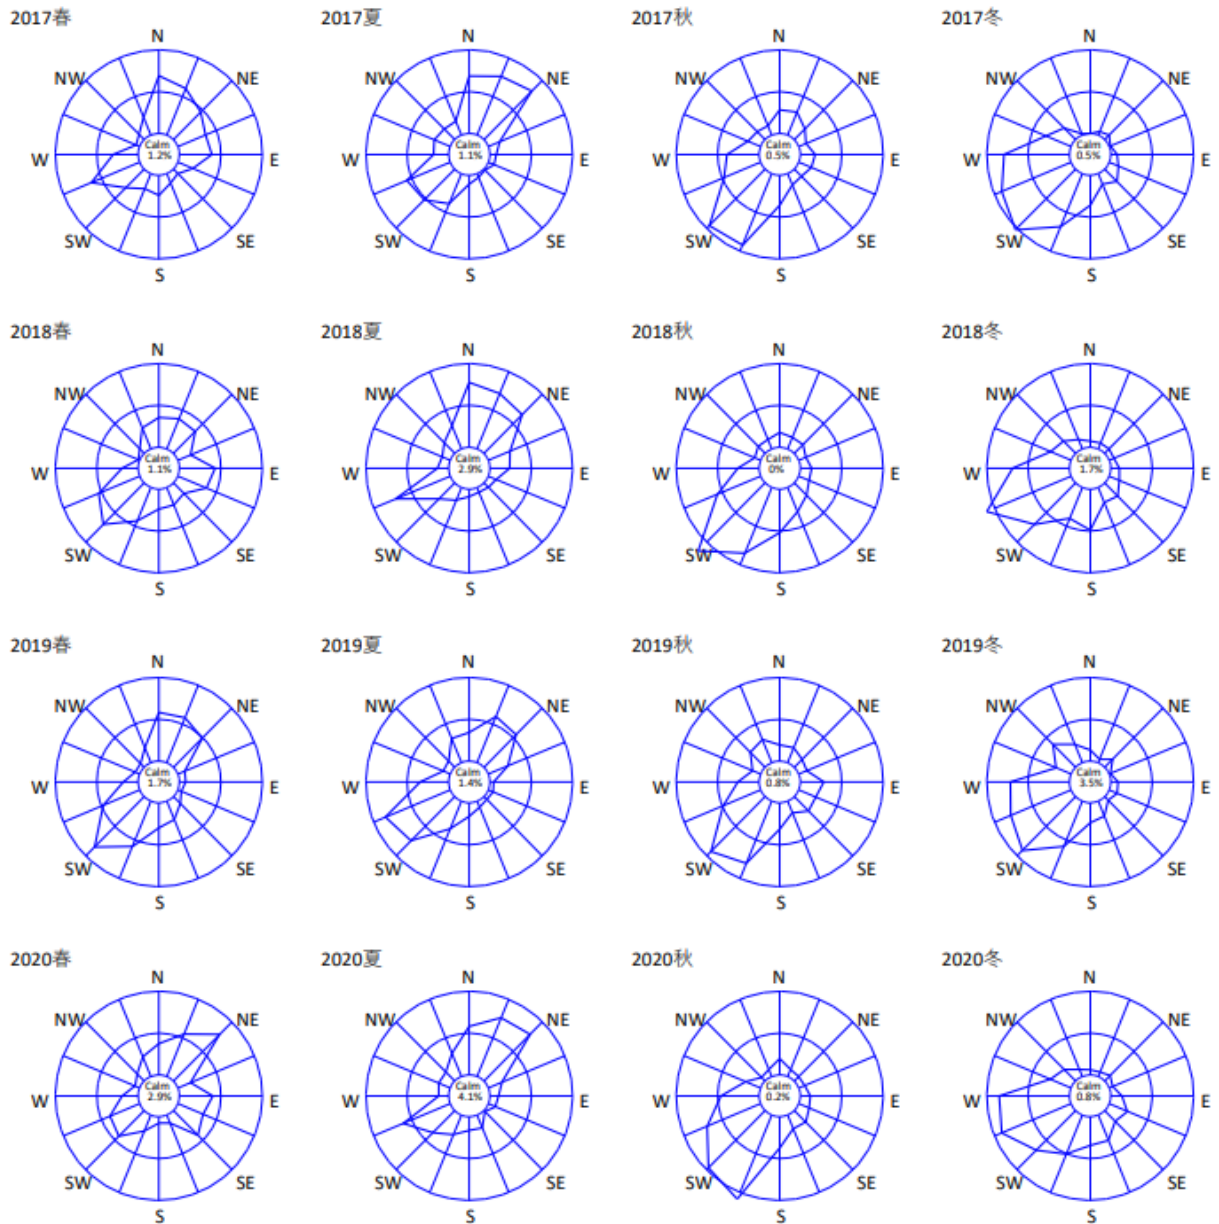 2017春
N
NW
NE
Calm
1.2%
W
E
SW
SE
S
2017夏
N
NW
NE
Calm
1.1%
W
E
SW
SE
S
2017秋
N
NW
NE
Calm
0.5%
W
E
SW
SE
S
2017冬
N
NW
NE
Calm
0.5%
W
E
SW
SE
S
2018春
N
NW
NE
Calm
1.1%
W
E
SW
SE
S
2018夏
N
NW
NE
Calm
2.9%
W
E
SW
SE
S
2018秋
N
NW
NE
Calm
0%
W
E
SW
SE
S
2018冬
N
NW
NE
Calm
1.7%
W
E
SW
SE
S
2019春
N
NW
NE
Calm
1.7%
W
E
SW
SE
S
2019夏
N
NW
NE
Calm
1.4%
W
E
SW
SE
S
2019秋
N
NW
NE
Calm
0.8%
W
E
SW
SE
S
2019冬
N
NW
NE
Calm
3.5%
W
E
SW
SE
S
2020春
N
NW
NE
Calm
2.9%
W
E
SW
SE
S
2020夏
N
NW
NE
Calm
4.1%
W
E
SW
SE
S
2020秋
N
NW
NE
Calm
0.2%
W
E
SW
SE
S
2020冬
N
NW
NE
Calm
0.8%
W
E
SW
SE
S